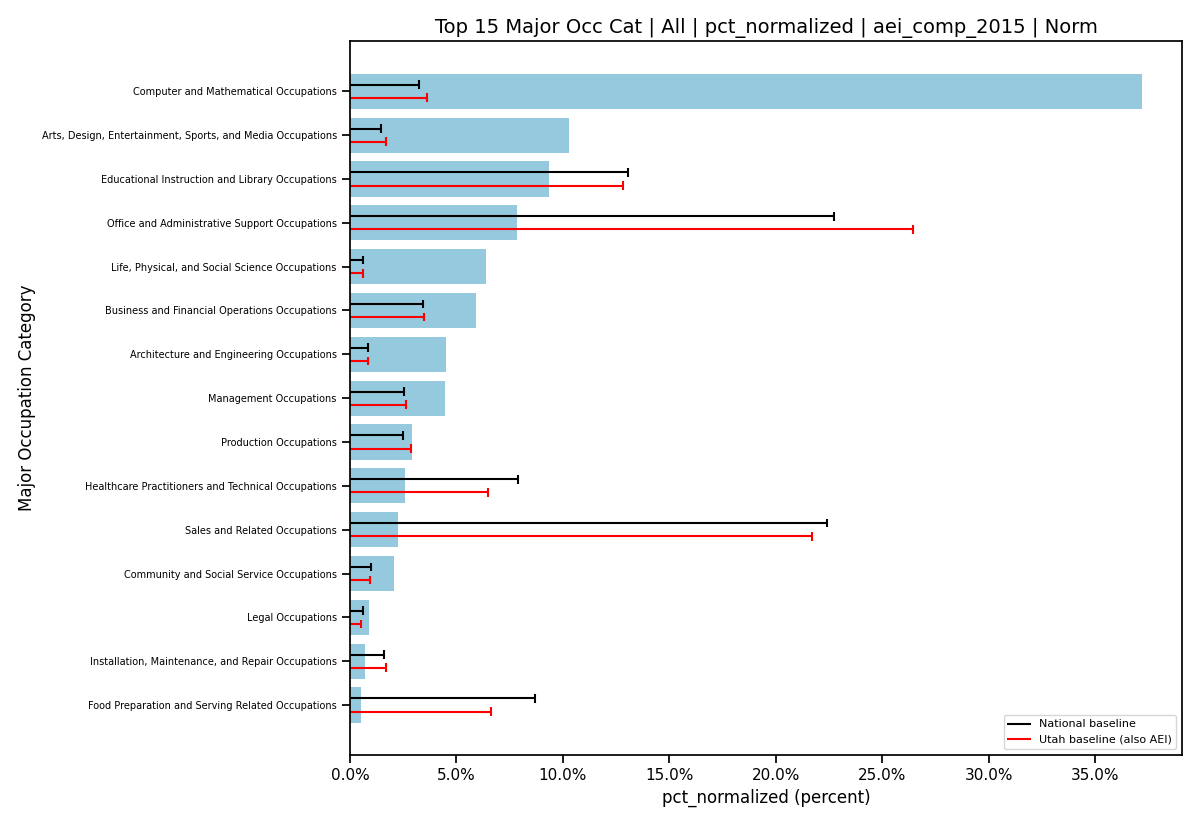 Top 15 Major Occ Cat | All | pct_normalized | aei_comp_2015 | Norm
Major Occupation Category
Computer and Mathematical Occupations
Arts, Design, Entertainment, Sports, and Media Occupations
Educational Instruction and Library Occupations
Office and Administrative Support Occupations
Life, Physical, and Social Science Occupations
Business and Financial Operations Occupations
Architecture and Engineering Occupations
Management Occupations
Production Occupations
Healthcare Practitioners and Technical Occupations
Sales and Related Occupations
Community and Social Service Occupations
Legal Occupations
Installation, Maintenance, and Repair Occupations
Food Preparation and Serving Related Occupations
National baseline
Utah baseline (also AEI)
0.0% 5.0% 10.0% 15.0% 20.0% 25.0% 30.0% 35.0%
pct_normalized (percent)